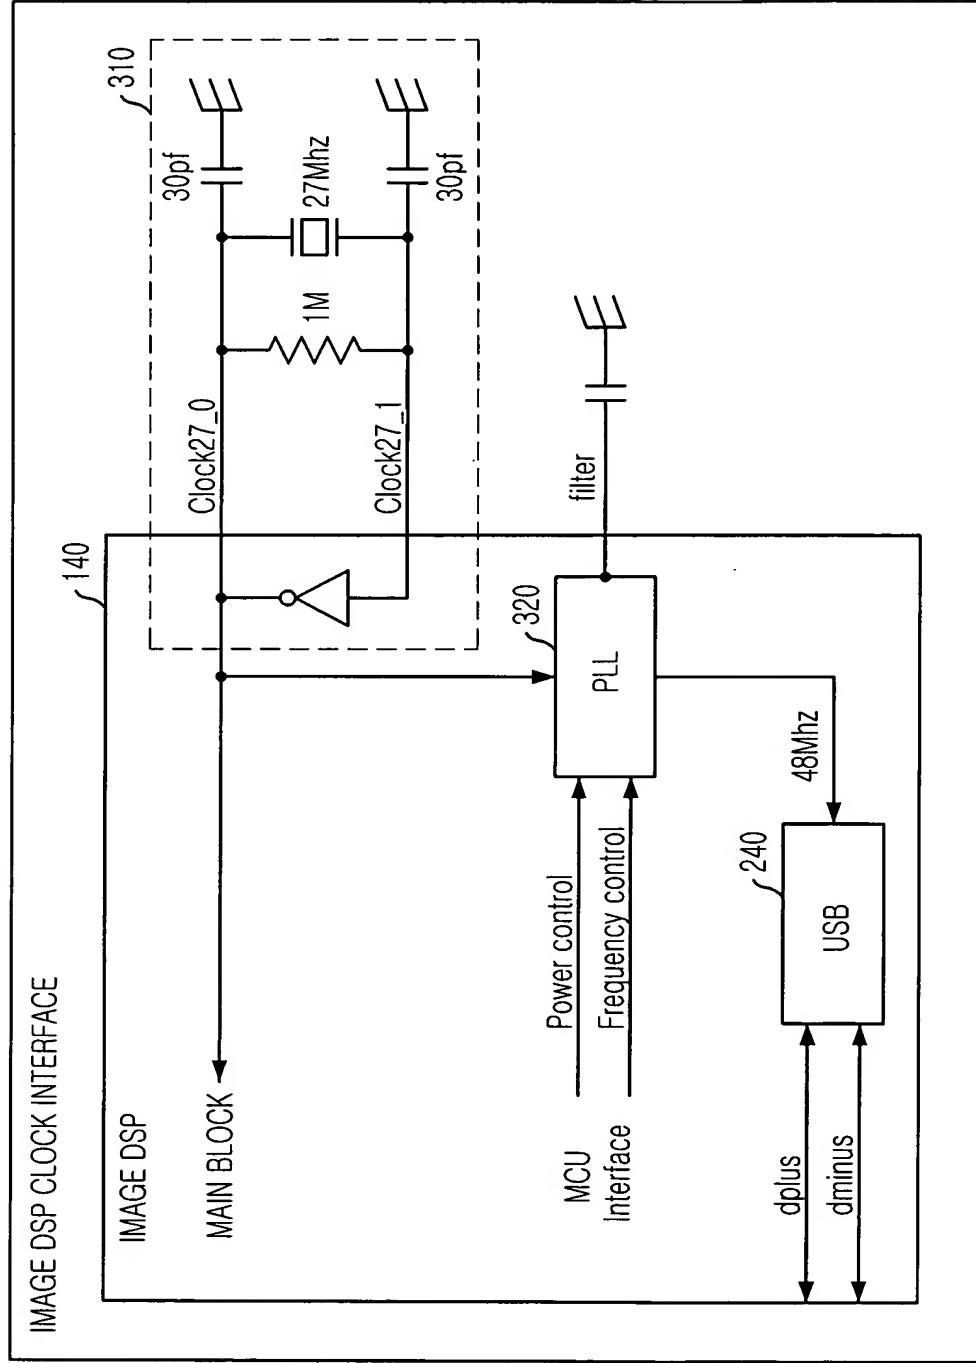 IMAGE DSP CLOCK INTERFACE
140
310
IMAGE DSP
MAIN BLOCK
Clock27_0
30pf
1M
27Mhz
Clock27_1
30pf
320
MCU
Interface
Power control
Frequency control
PLL
filter
240
48Mhz
dplus
dminus
USB